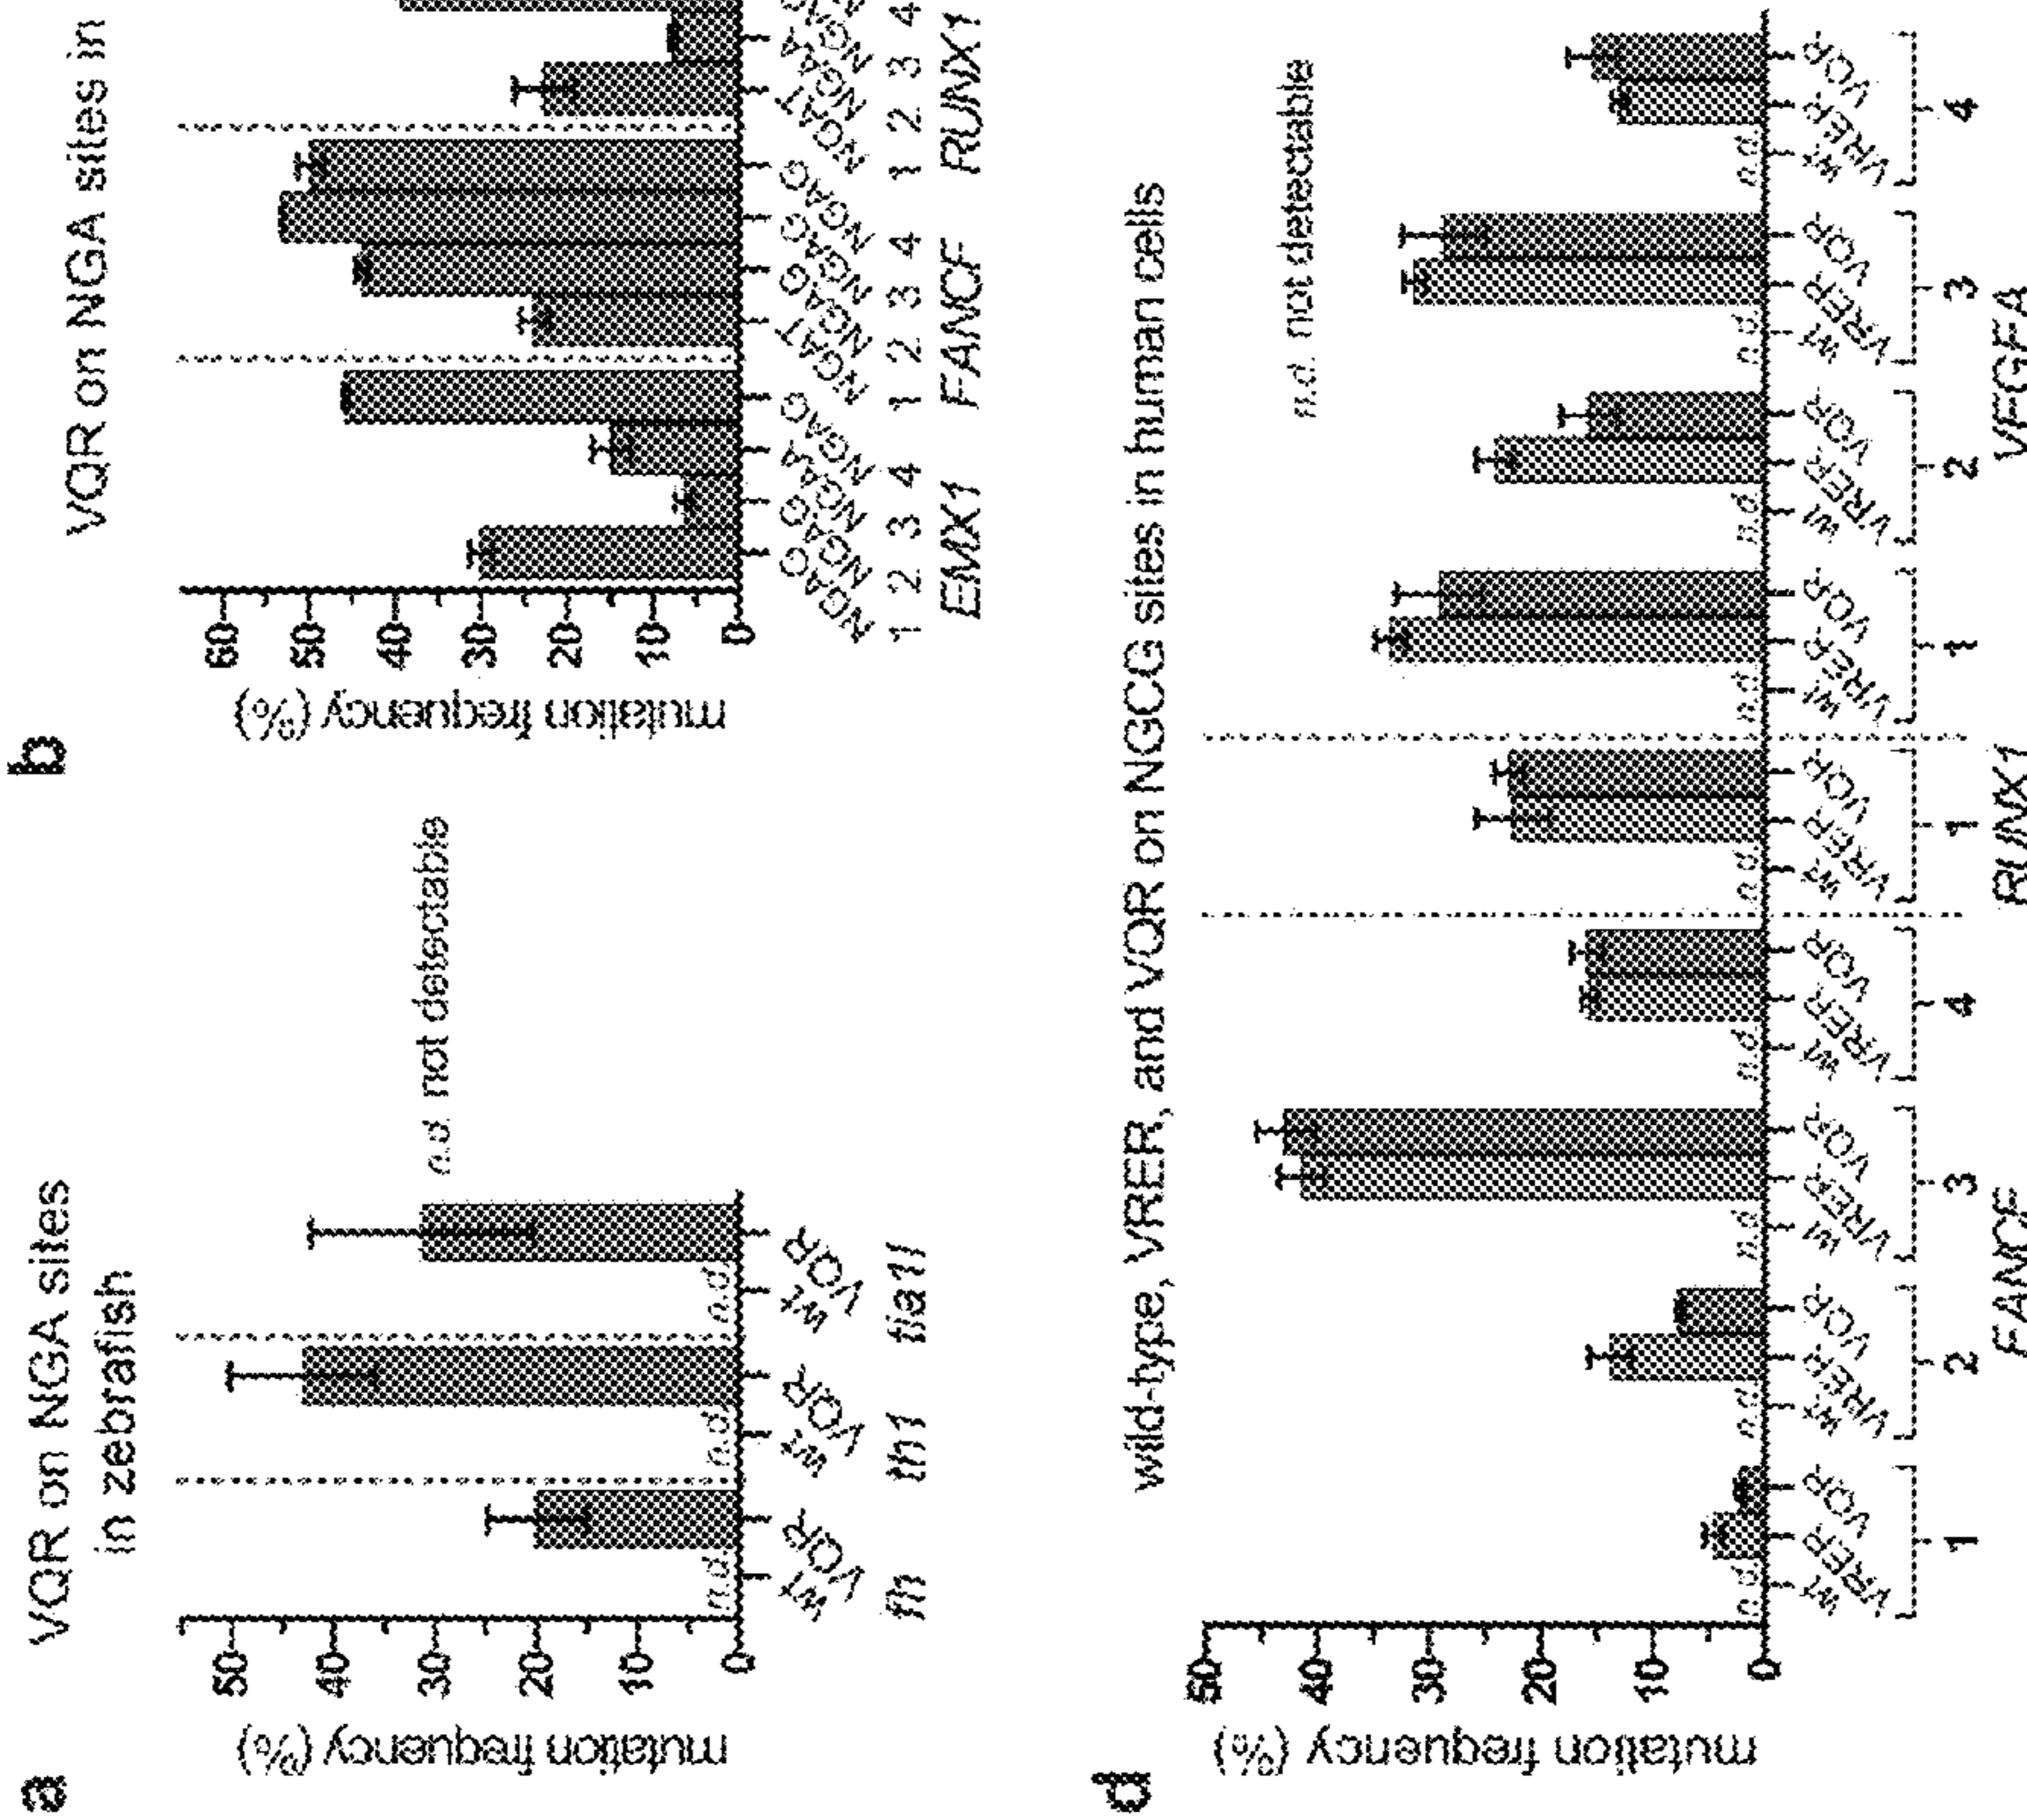 a
VQR on NGA sites
in zebrafish
mutation frequency (%)
50
40
30
20
10
0
n.d. n.d. n.d.
n.d. not detectable
wt VQR wt VQR wt VQR
fh th1 tia1l
b
VQR on NGA sites in
mutation frequency (%)
60
50
40
30
20
10
0
NGAG NGAG NGAA NGAG NGAT NGAG NGAG NGAG NGAT NGAA
1 2 3 4 1 2 3 4 1 2 3 4
EMX1 FANCF RUNX1
d
wild-type, VRER, and VQR on NGCG sites in human cells
mutation frequency (%)
50
40
30
20
10
0
n.d. not detectable
n.d. n.d. n.d. n.d. n.d. n.d. n.d. n.d. n.d.
wt VRER VQR wt VRER VQR wt VRER VQR wt VRER VQR wt VRER VQR wt VRER VQR wt VRER VQR wt VRER VQR wt VRER VQR
1 2 3 4 1 1 2 3 4
FANCF RUNX1 VEGFA